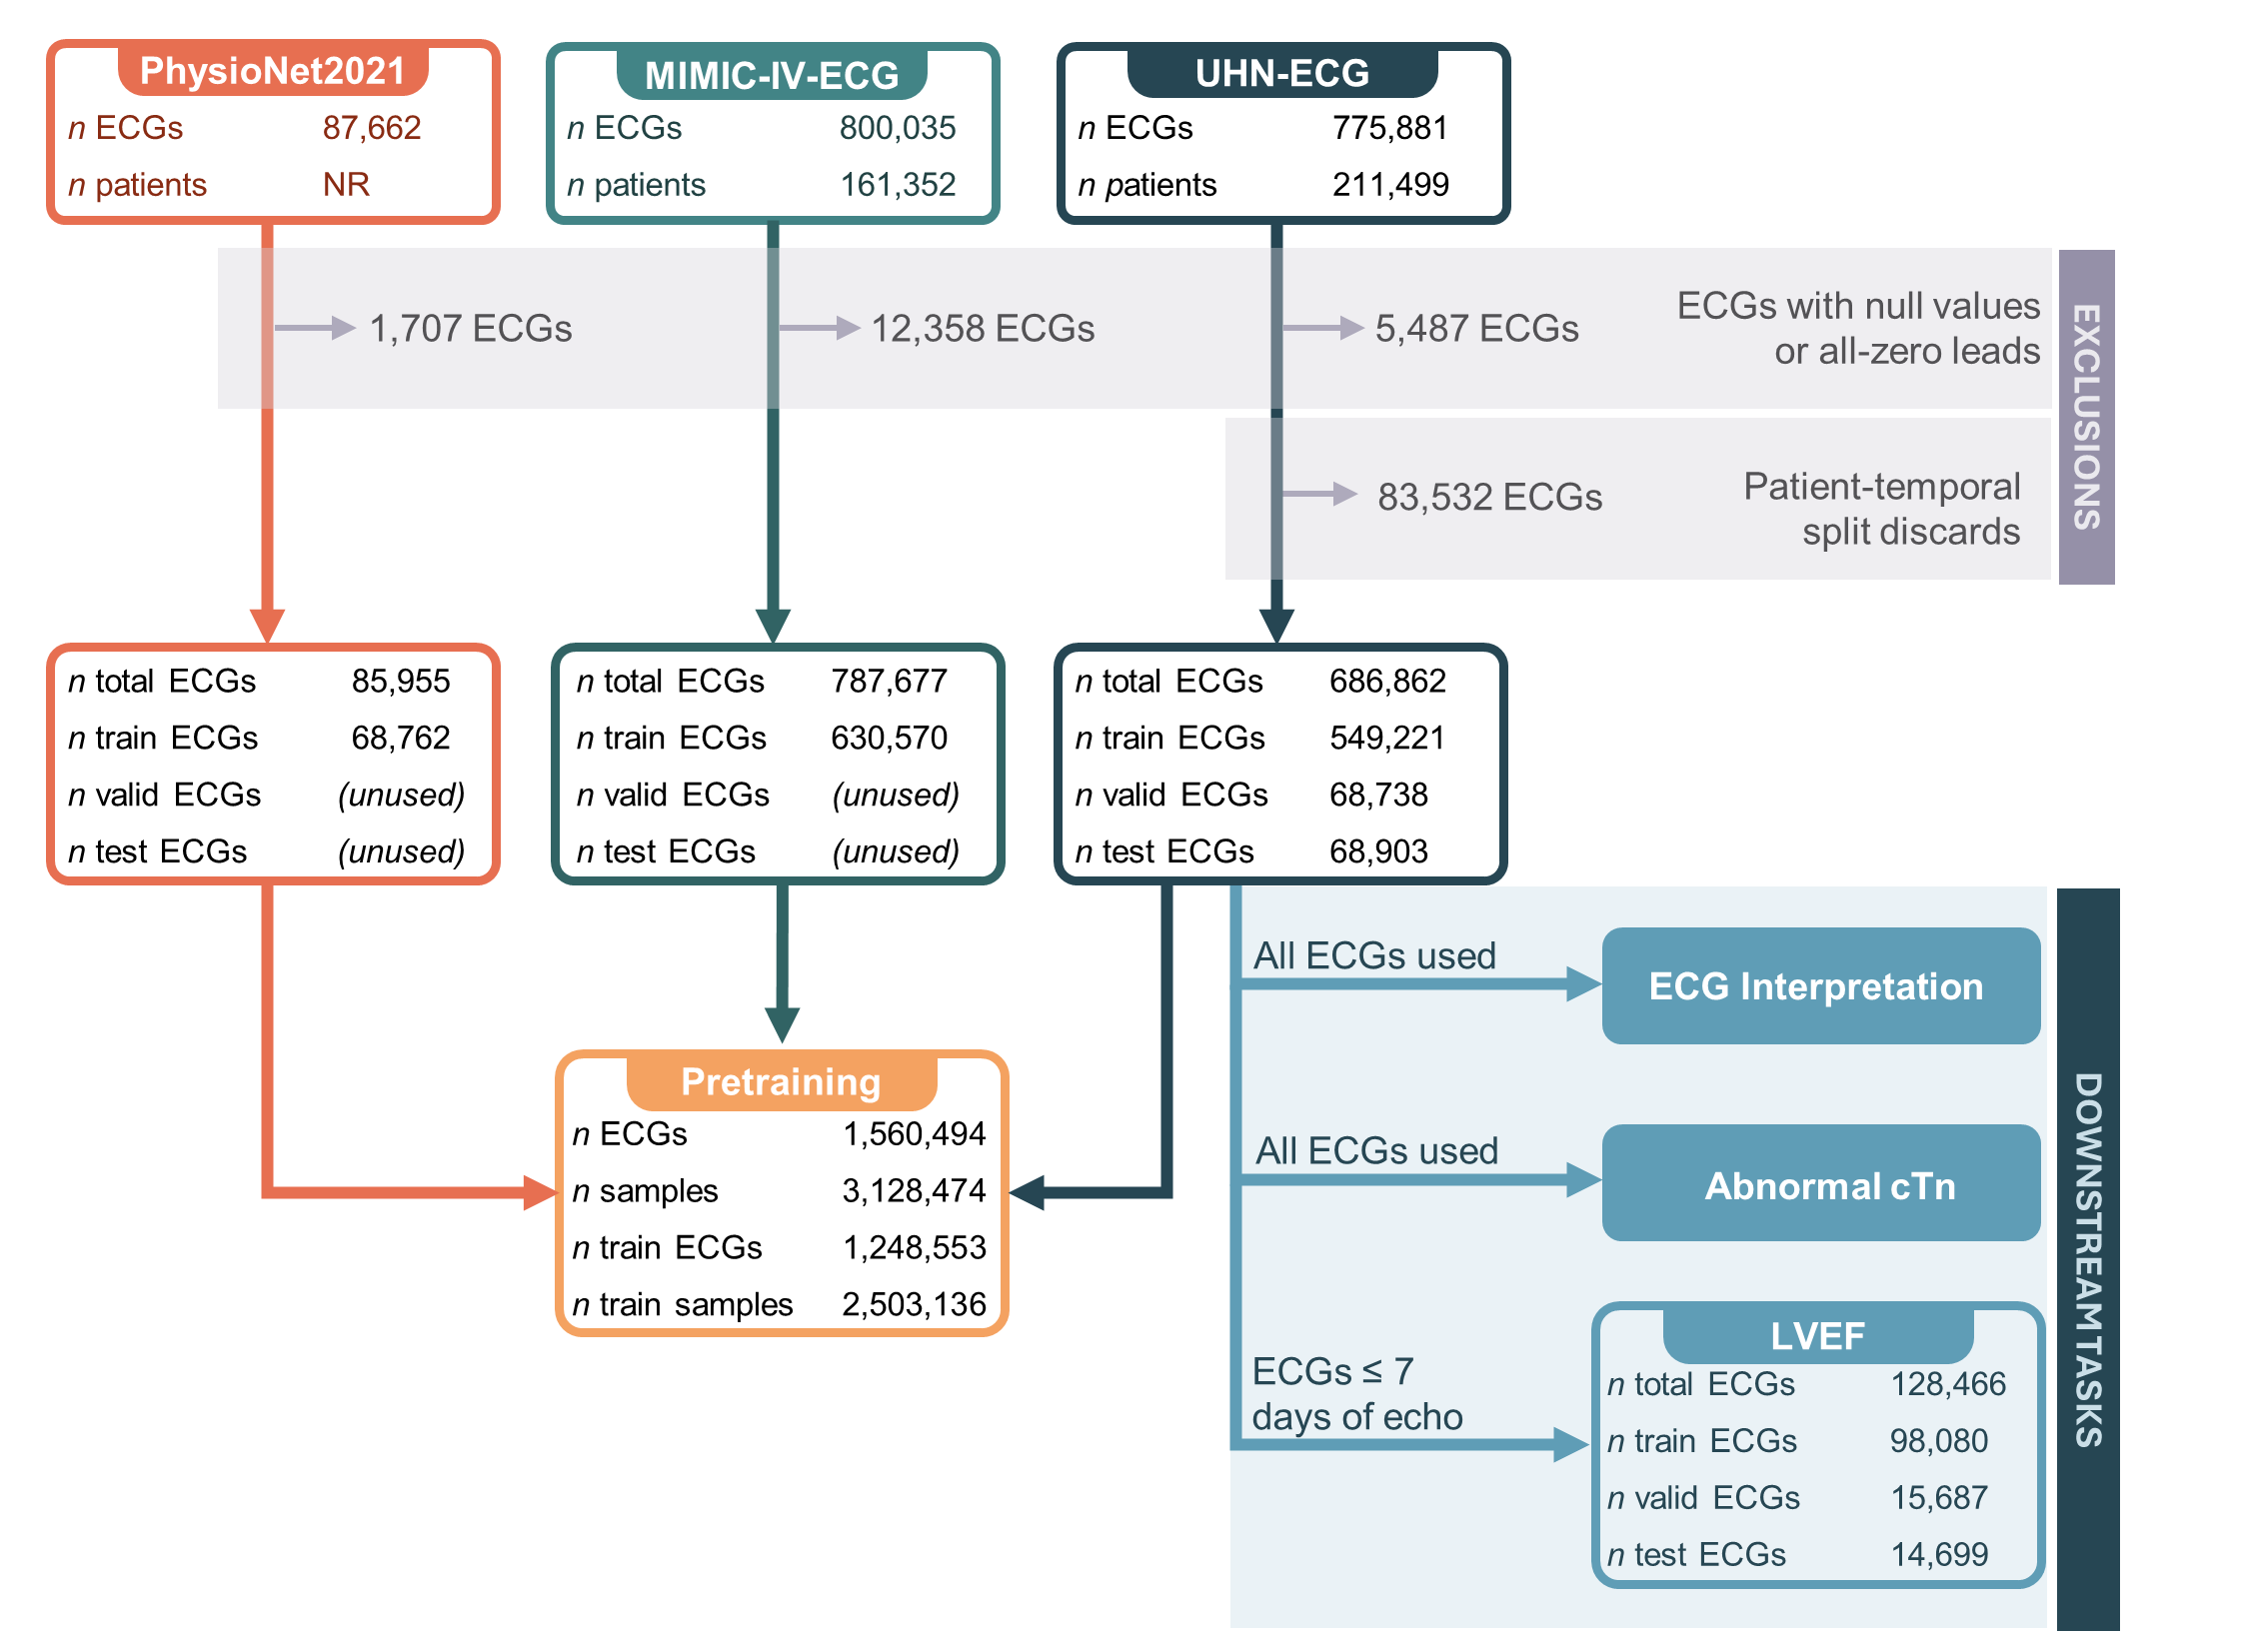 PhysioNet2021
n ECGs 87,662
n patients NR
MIMIC-IV-ECG
n ECGs 800,035
n patients 161,352
UHN-ECG
n ECGs 775,881
n patients 211,499
1,707 ECGs
12,358 ECGs
5,487 ECGs
ECGs with null values
or all-zero leads
83,532 ECGs
Patient-temporal
split discards
EXCLUSIONS
n total ECGs 85,955
n train ECGs 68,762
n valid ECGs (unused)
n test ECGs (unused)
n total ECGs 787,677
n train ECGs 630,570
n valid ECGs (unused)
n test ECGs (unused)
n total ECGs 686,862
n train ECGs 549,221
n valid ECGs 68,738
n test ECGs 68,903
Pretraining
n ECGs 1,560,494
n samples 3,128,474
n train ECGs 1,248,553
n train samples 2,503,136
All ECGs used
ECG Interpretation
All ECGs used
Abnormal cTn
ECGs ≤ 7
days of echo
LVEF
n total ECGs 128,466
n train ECGs 98,080
n valid ECGs 15,687
n test ECGs 14,699
DOWNSTREAMTASKS